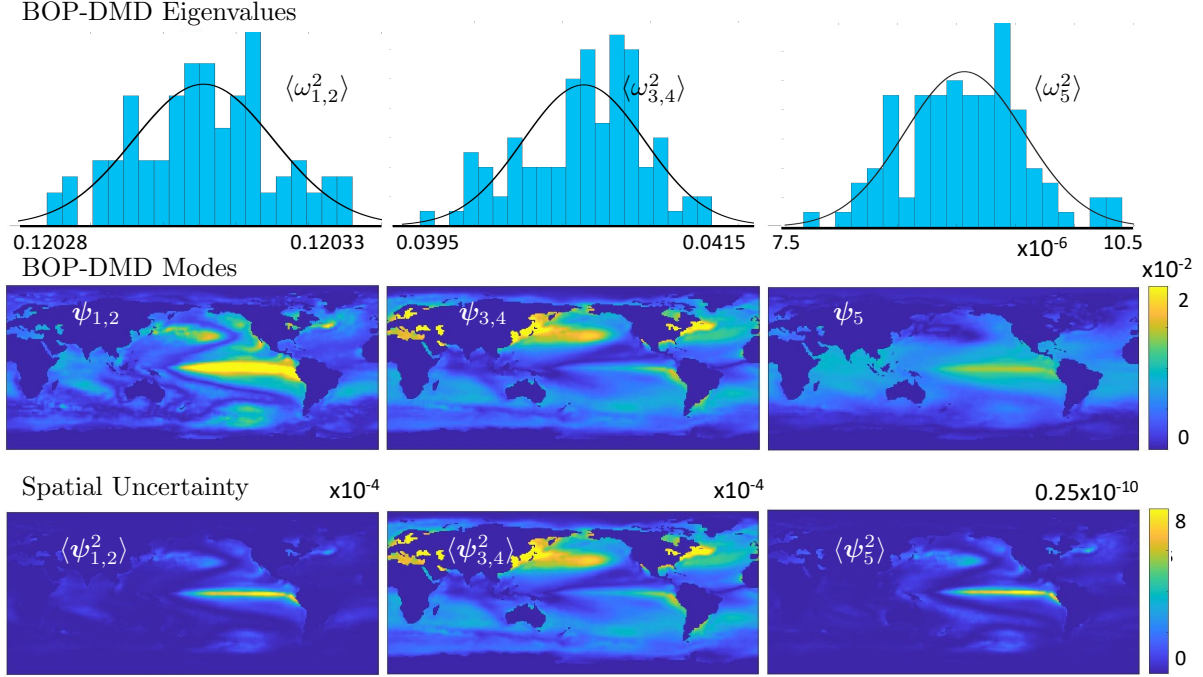 BOP-DMD Eigenvalues
⟨ω²₁,₂⟩ ⟨ω²₃,₄⟩ ⟨ω²₅⟩
0.12028 0.12033 0.0395 0.0415 7.5 x10⁻⁶ 10.5
BOP-DMD Modes x10⁻²
ψ₁,₂ ψ₃,₄ ψ₅ 2
0
Spatial Uncertainty x10⁻⁴ x10⁻⁴ 0.25x10⁻¹⁰
⟨ψ²₁,₂⟩ ⟨ψ²₃,₄⟩ ⟨ψ²₅⟩ 8
0